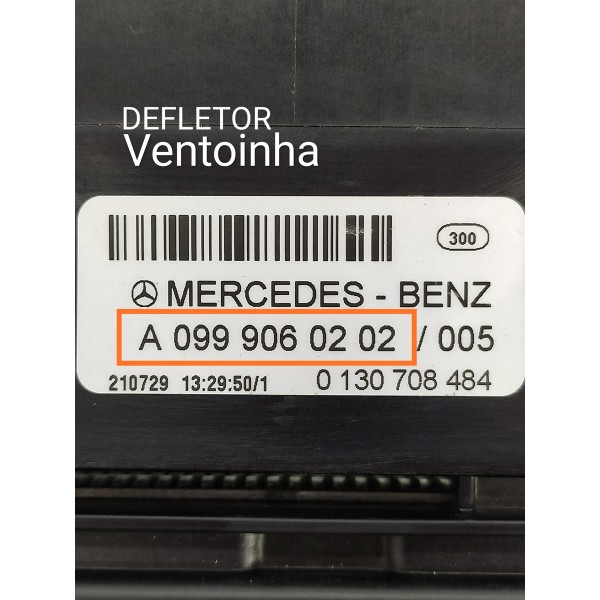 DEFLETOR
Ventoinha
300
MERCEDES - BENZ
A 099 906 02 02 / 005
210729 13:29:50/1 0 130 708 484